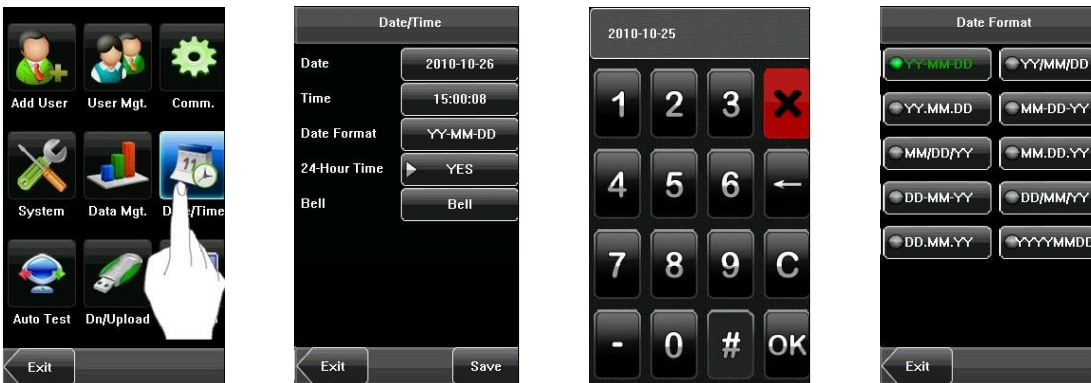 Add User User Mgt. Comm.
System Data Mgt. Date/Time
Auto Test Dn/Upload
Exit
Date/Time
Date 2010-10-26
Time 15:00:08
Date Format YY-MM-DD
24-Hour Time YES
Bell Bell
Exit Save
2010-10-25
1 2 3
4 5 6 ←
7 8 9 C
- 0 # OK
Date Format
YY-MM-DD YY/MM/DD
YY.MM.DD MM-DD-YY
MM/DD/YY MM.DD.YY
DD-MM-YY DD/MM/YY
DD.MM.YY YYYYMMDD
Exit